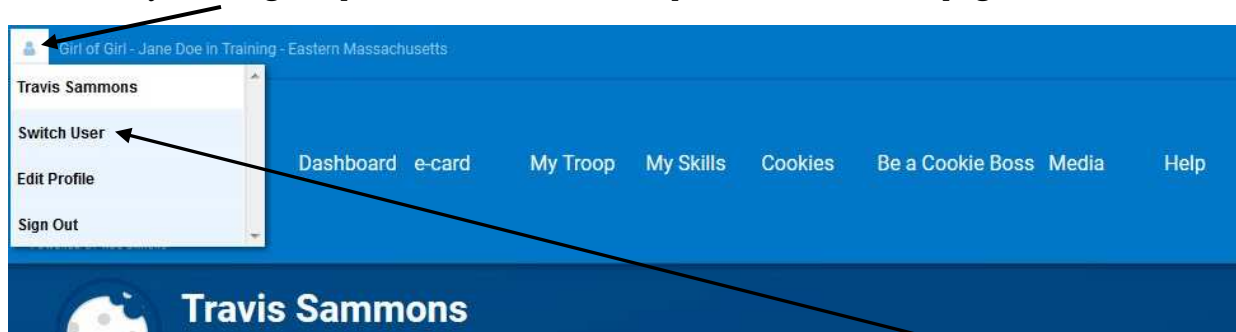 Girl of Girl - Jane Doe in Training - Eastern Massachusetts
Travis Sammons
Switch User
Edit Profile
Sign Out
Dashboard e-card My Troop My Skills Cookies Be a Cookie Boss Media Help
Travis Sammons